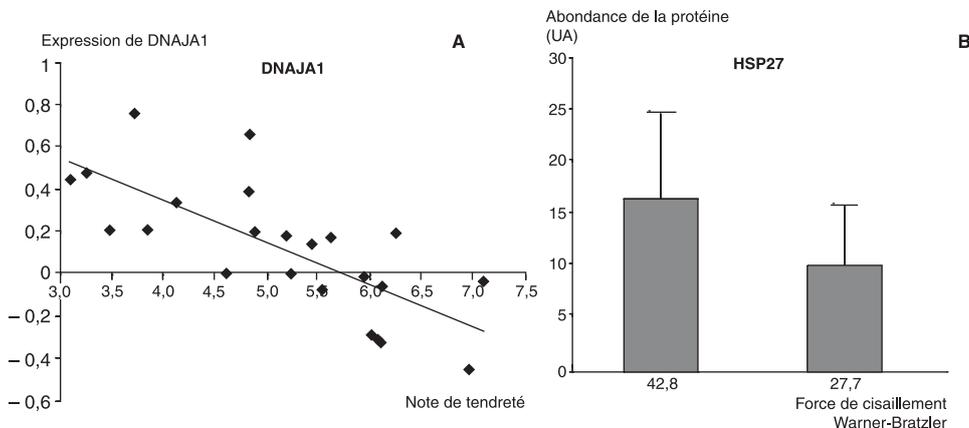 Expression de DNAJA1
A
DNAJA1
1
0,8
0,6
0,4
0,2
0
– 0,2
– 0,4
– 0,6
3,0 3,5 4,0 4,5 5,0 5,5 6,0 6,5 7,0 7,5
Note de tendreté
Abondance de la protéine
(UA)
B
HSP27
30
25
20
15
10
5
0
42,8 27,7
Force de cisaillement
Warner-Bratzler